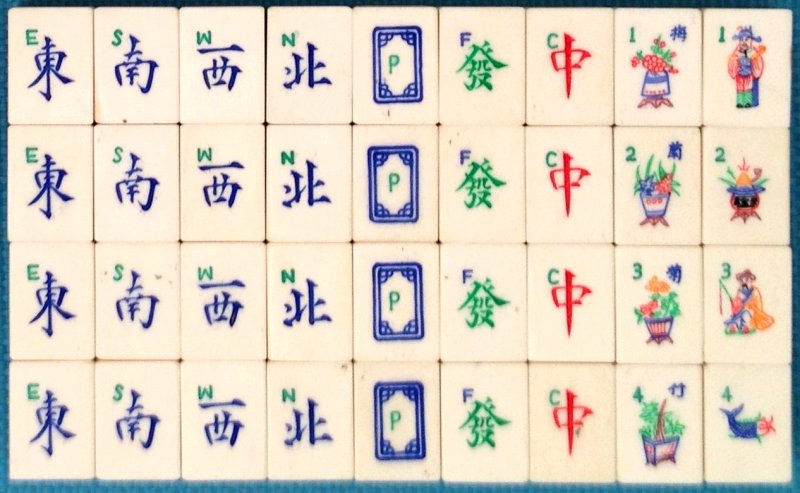 E 東 S 南 W 西 N 北 P F 發 C 中 1 梅 1
E 東 S 南 W 西 N 北 P F 發 C 中 2 蘭 2
E 東 S 南 W 西 N 北 P F 發 C 中 3 菊 3
E 東 S 南 W 西 N 北 P F 發 C 中 4 竹 4